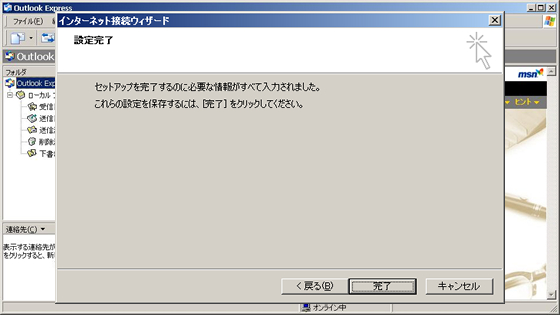 Outlook Express
インターネット接続ウィザード
ファイル(F)
設定完了
Outlook
フォルダ
msn
Outlook Exp
ローカル
受信
送信
送信
削除
下書
ヒント
セットアップを完了するのに必要な情報がすべて入力されました。
これらの設定を保存するには、[完了] をクリックしてください。
連絡先(C)
表示する連絡先が
をクリックすると、新
< 戻る(B)
完了
キャンセル
オンライン中